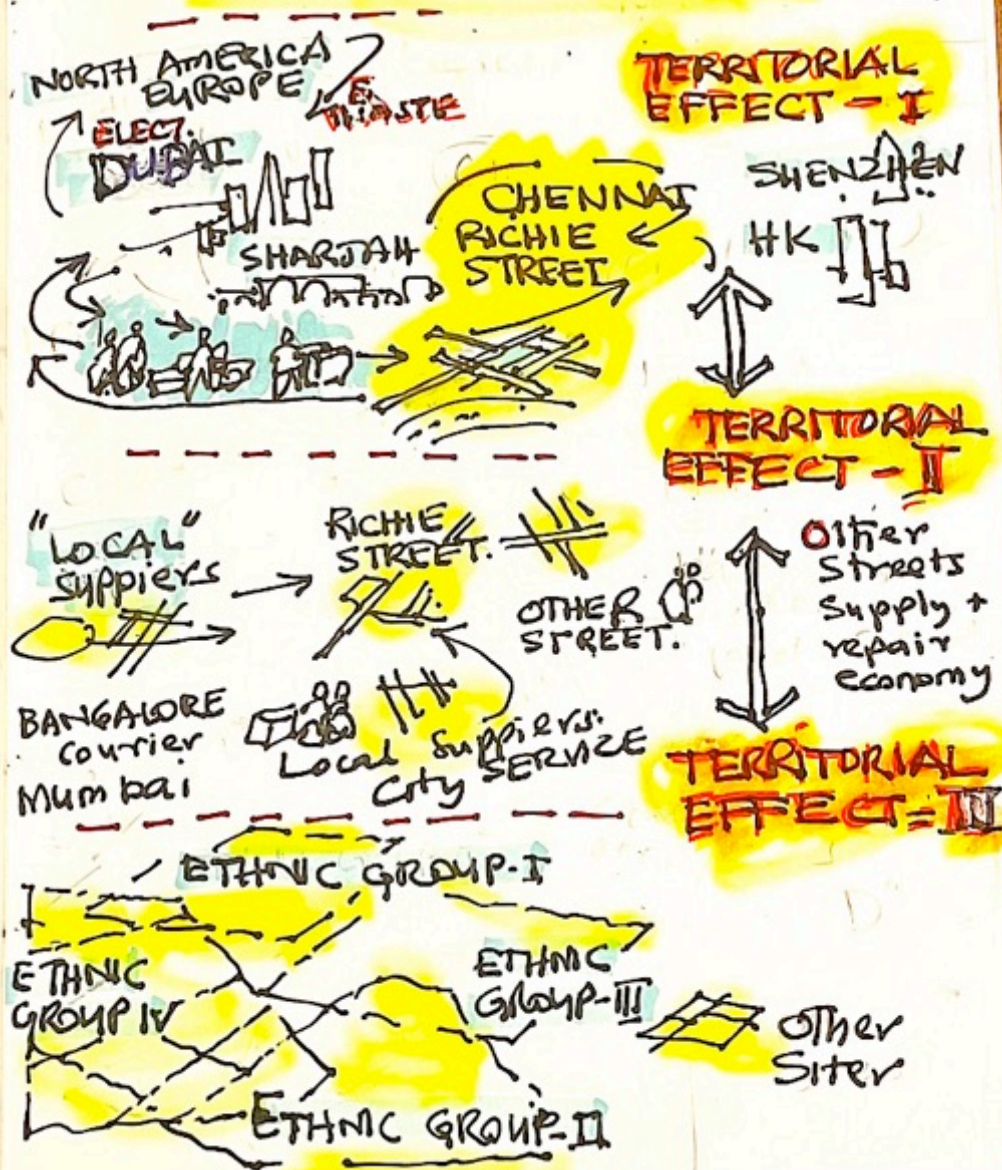 NORTH AMERICA
EUROPE
E.
WASTE
ELECT.
DUBAI
SHARJAH
CHENNAI
RICHIE
STREET
TERRITORIAL
EFFECT - I
SHENZHEN
HK
TERRITORIAL
EFFECT - II
"LOCAL"
suppiers
RICHIE
STREET.
OTHER
STREET.
Other
Streets
Supply +
repair
economy
BANGALORE
courier
Mumbai
Local Suppliers.
City SERVICE
TERRITORIAL
EFFECT = III
ETHNIC GROUP-I
ETHNIC
GROUP IV
ETHNIC
GROUP-III
Other
Siter
ETHNIC GROUP-II